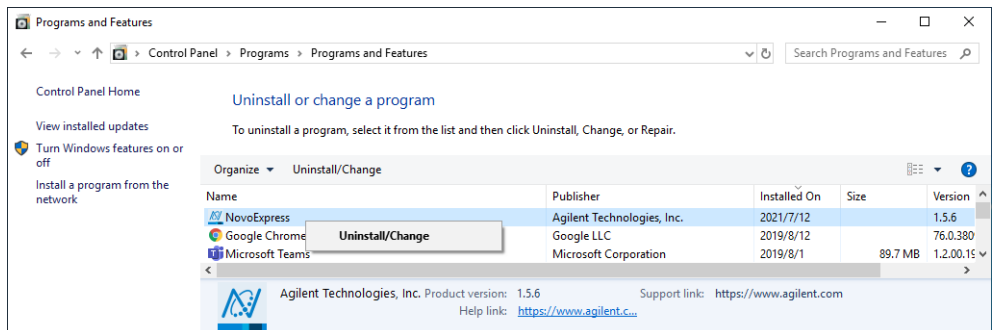 Programs and Features
Control Panel > Programs > Programs and Features
Search Programs and Features
Control Panel Home
View installed updates
Turn Windows features on or
off
Install a program from the
network
Uninstall or change a program
To uninstall a program, select it from the list and then click Uninstall, Change, or Repair.
Organize Uninstall/Change
Name Publisher Installed On Size Version
NovoExpress Agilent Technologies, Inc. 2021/7/12 1.5.6
Google Chrome Google LLC 2019/8/12 76.0.380
Uninstall/Change
Microsoft Teams Microsoft Corporation 2019/8/1 89.7 MB 1.2.00.19
Agilent Technologies, Inc. Product version: 1.5.6 Support link: https://www.agilent.com
Help link: https://www.agilent.c...